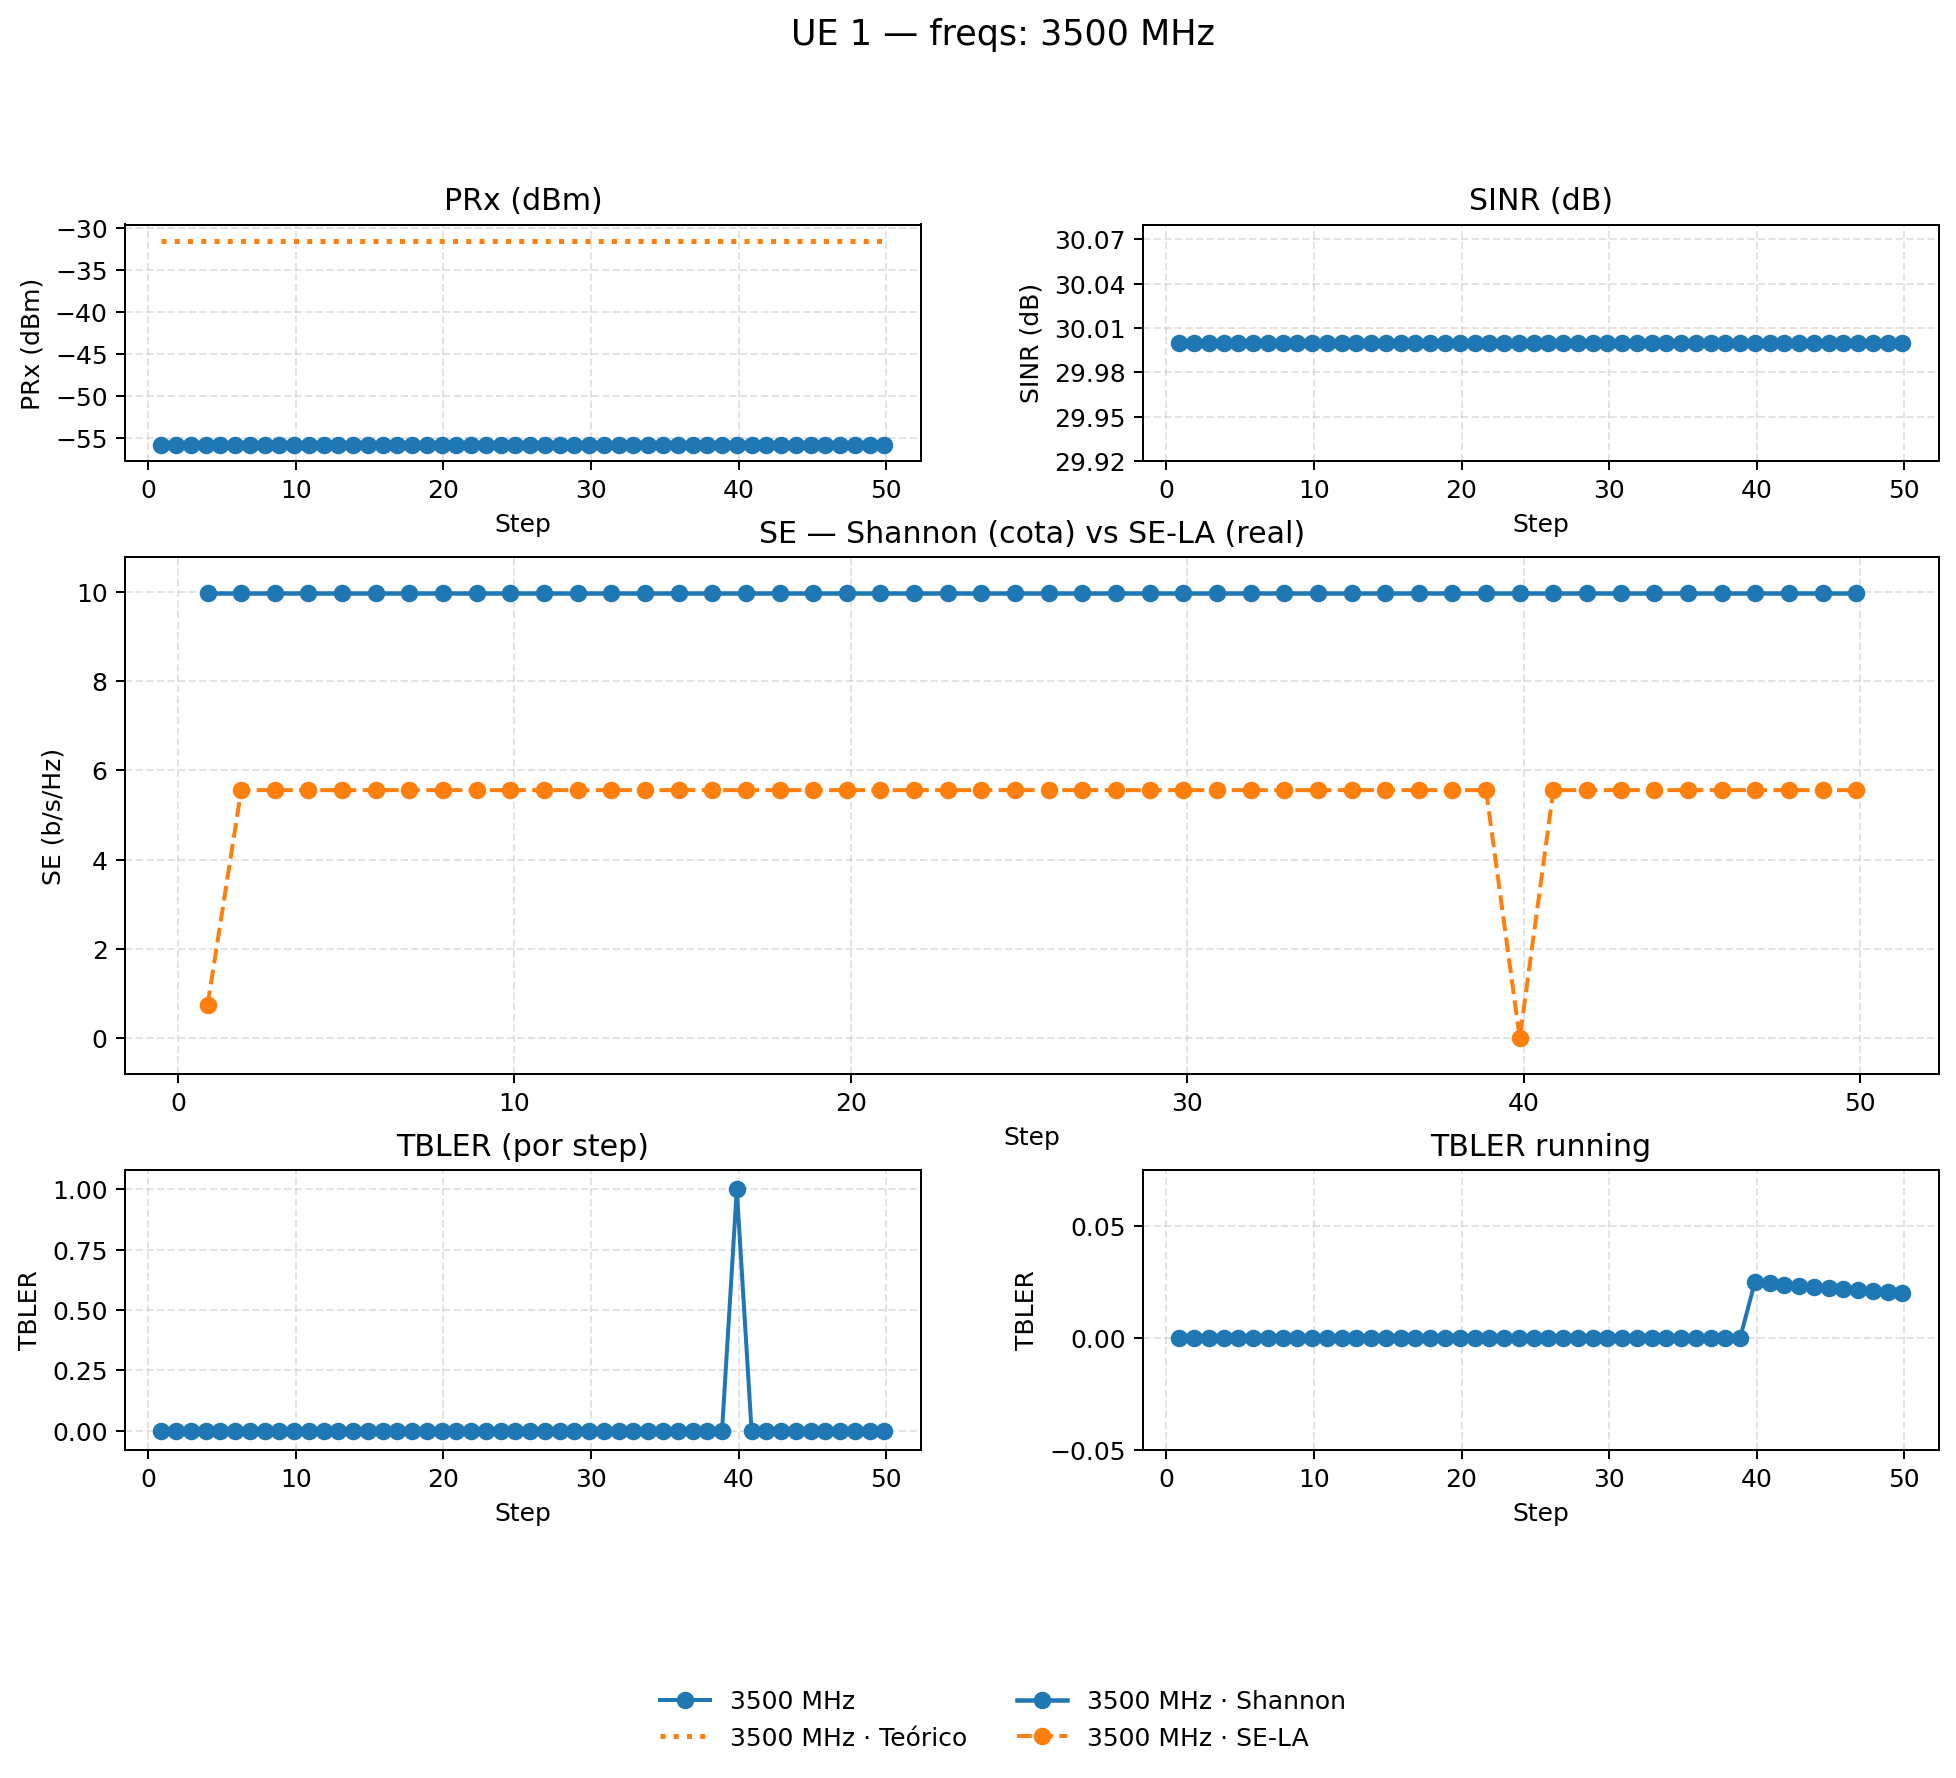 UE 1 — freqs: 3500 MHz
PRx (dBm)
PRx (dBm)
−30
−35
−40
−45
−50
−55
0 10 20 30 40 50
Step
SINR (dB)
SINR (dB)
30.07
30.04
30.01
29.98
29.95
29.92
0 10 20 30 40 50
Step
SE — Shannon (cota) vs SE-LA (real)
SE (b/s/Hz)
10
8
6
4
2
0
0 10 20 30 40 50
Step
TBLER (por step)
TBLER
1.00
0.75
0.50
0.25
0.00
0 10 20 30 40 50
Step
TBLER running
TBLER
0.05
0.00
−0.05
0 10 20 30 40 50
Step
3500 MHz
3500 MHz · Teórico
3500 MHz · Shannon
3500 MHz · SE-LA